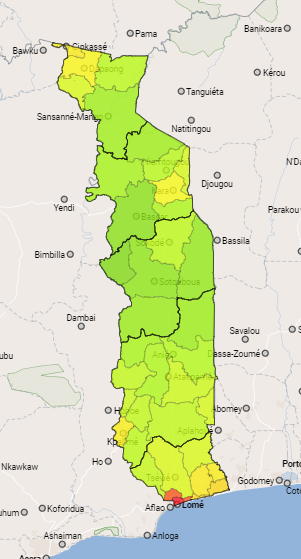 Pama
Banikoara
Bawku
Cinkassé
Dapaong
Kérou
Tanguiéta
Sansanné-Mango
Natitingou
Kara
Djougou
Yendi
Parakou
Bassar
Bassila
Sokodé
Bimbilla
Sotouboua
Dambai
Savalou
Dassa-Zoumé
Anié
Atakpamé
Hohoe
Abomey
Aplahoué
Kpalimé
Ho
Nkawkaw
Tsévié
Godomey
Koforidua
Aflao
Lomé
Anloga
Ashaiman